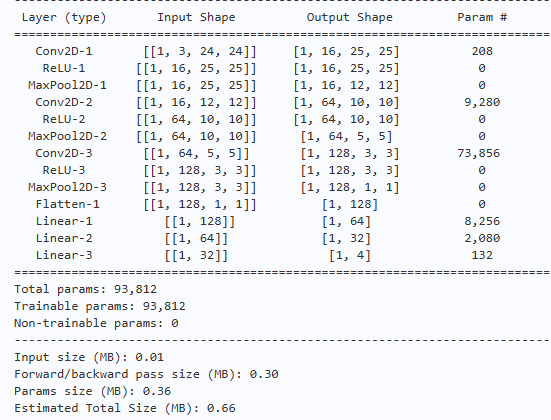 Layer (type) Input Shape Output Shape Param #
================================================================================
Conv2D-1 [[1, 3, 24, 24]] [1, 16, 25, 25] 208
ReLU-1 [[1, 16, 25, 25]] [1, 16, 25, 25] 0
MaxPool2D-1 [[1, 16, 25, 25]] [1, 16, 12, 12] 0
Conv2D-2 [[1, 16, 12, 12]] [1, 64, 10, 10] 9,280
ReLU-2 [[1, 64, 10, 10]] [1, 64, 10, 10] 0
MaxPool2D-2 [[1, 64, 10, 10]] [1, 64, 5, 5] 0
Conv2D-3 [[1, 64, 5, 5]] [1, 128, 3, 3] 73,856
ReLU-3 [[1, 128, 3, 3]] [1, 128, 3, 3] 0
MaxPool2D-3 [[1, 128, 3, 3]] [1, 128, 1, 1] 0
Flatten-1 [[1, 128, 1, 1]] [1, 128] 0
Linear-1 [[1, 128]] [1, 64] 8,256
Linear-2 [[1, 64]] [1, 32] 2,080
Linear-3 [[1, 32]] [1, 4] 132
================================================================================
Total params: 93,812
Trainable params: 93,812
Non-trainable params: 0
--------------------------------------------------------------------------------
Input size (MB): 0.01
Forward/backward pass size (MB): 0.30
Params size (MB): 0.36
Estimated Total Size (MB): 0.66